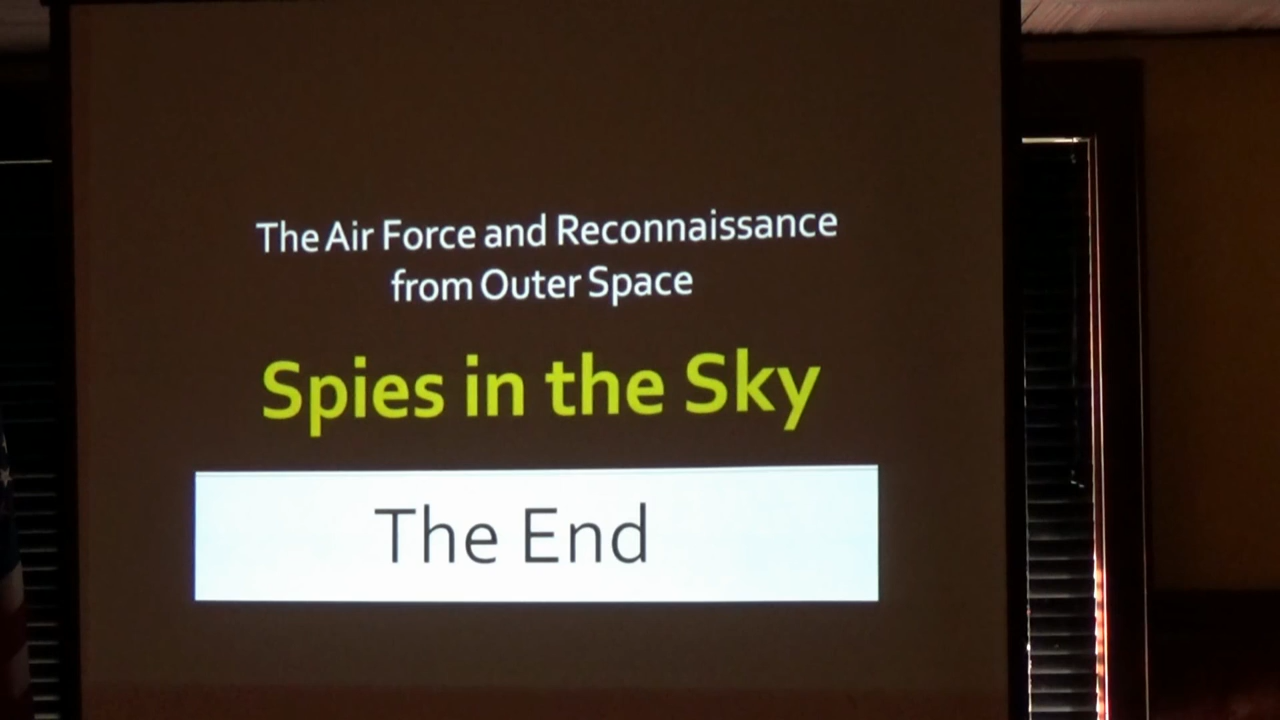 The Air Force and Reconnaissance
from Outer Space
Spies in the Sky
The End